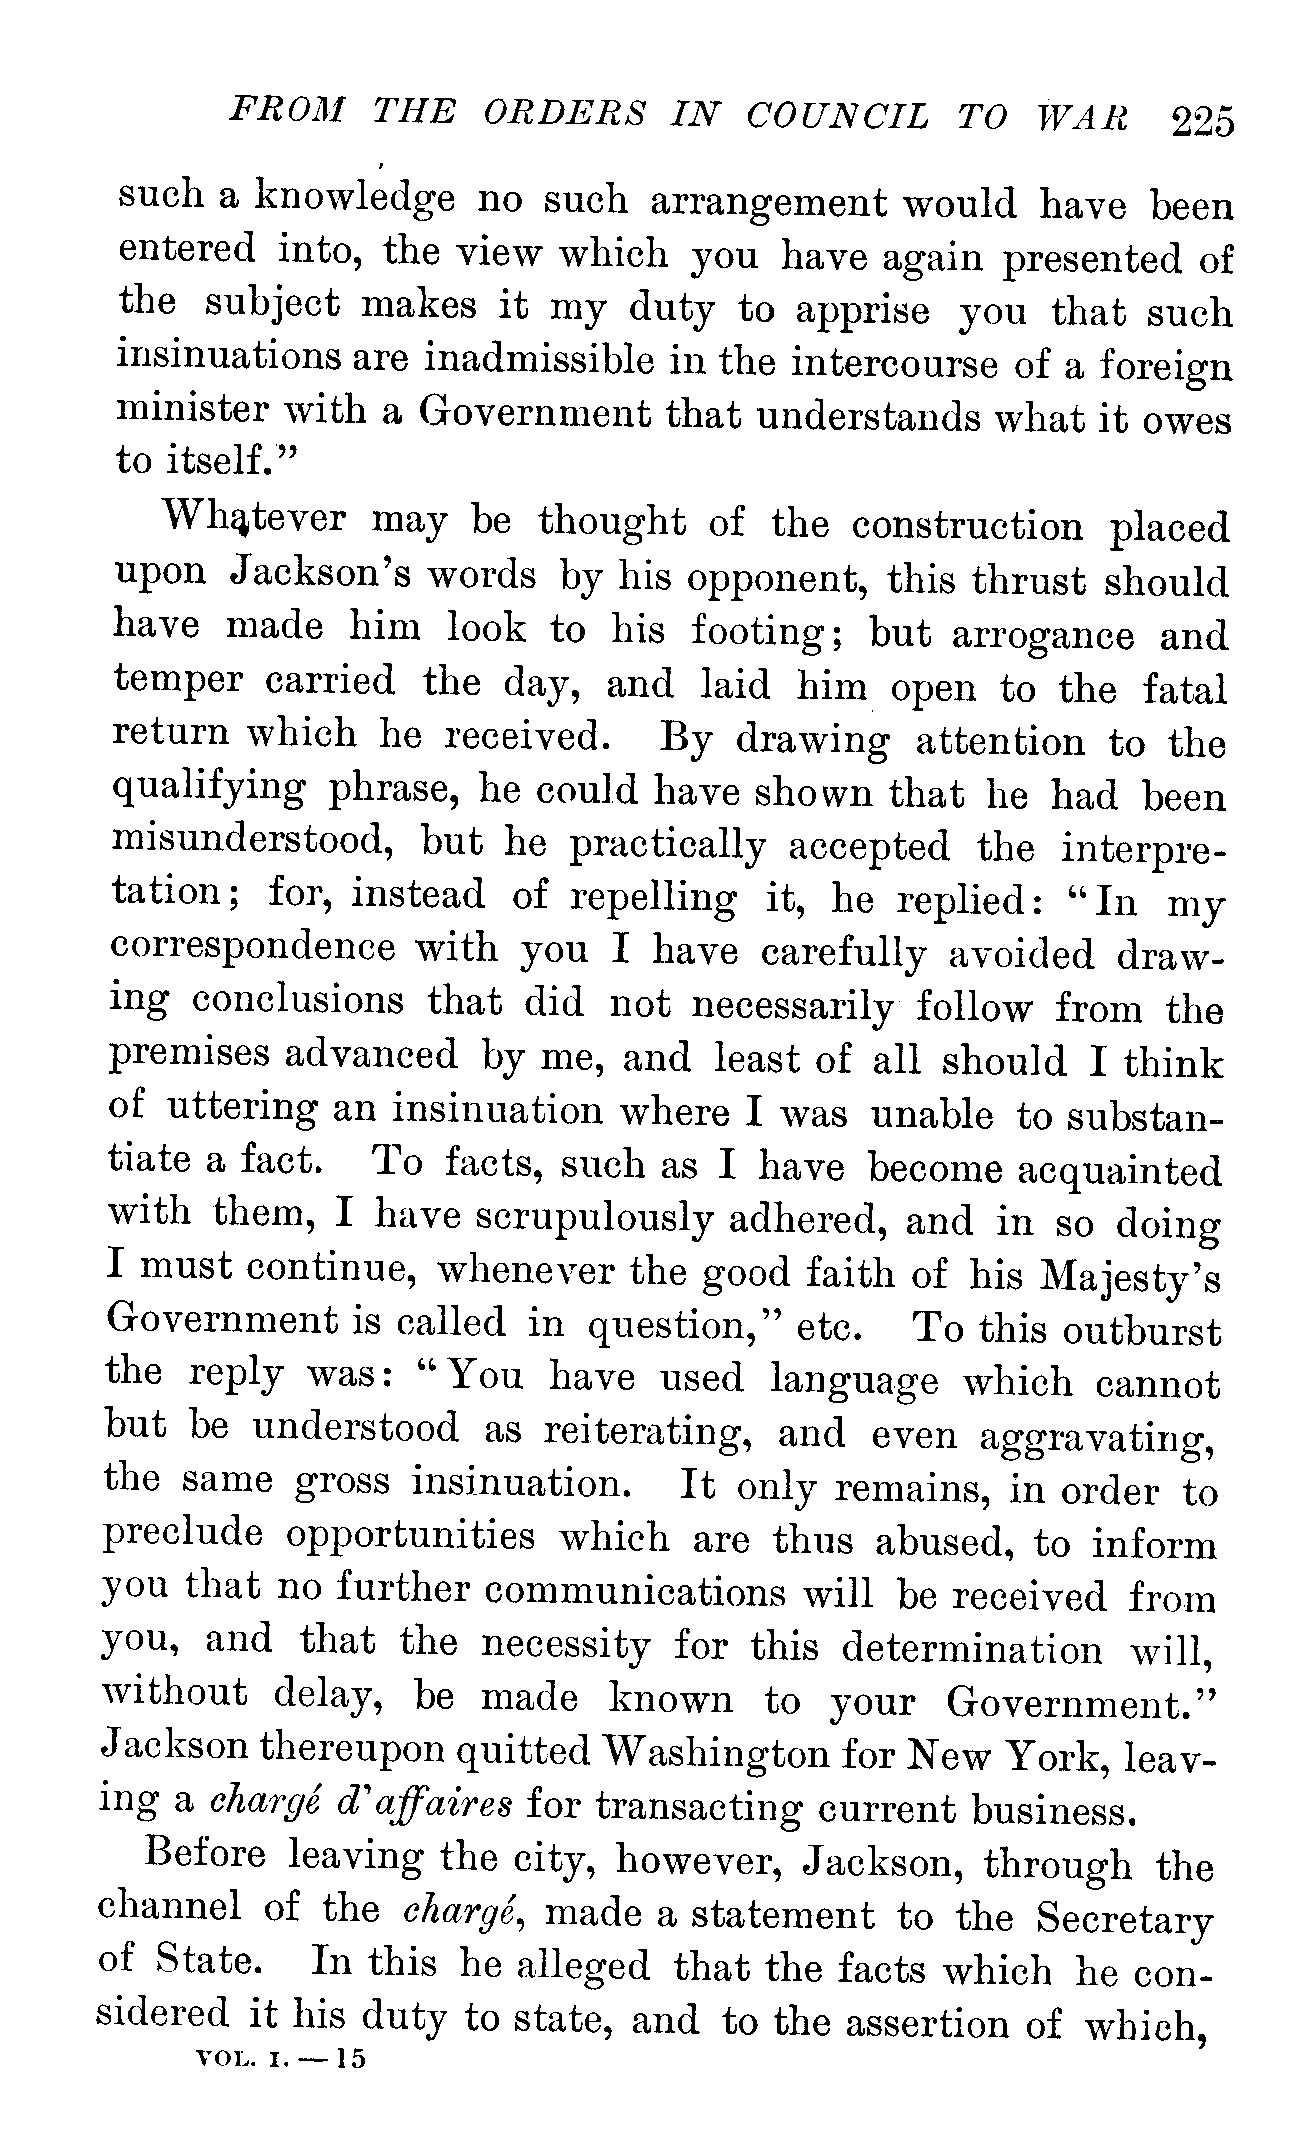 FROM THE ORDERS IN COUNCIL TO WAR 225
such a knowledge no such arrangement would have been
entered into, the view which you have again presented of
the subject makes it my duty to apprise you that such
insinuations are inadmissible in the intercourse of a foreign
minister with a Government that understands what it owes
to itself.”
Whatever may be thought of the construction placed
upon Jackson’s words by his opponent, this thrust should
have made him look to his footing; but arrogance and
temper carried the day, and laid him open to the fatal
return which he received. By drawing attention to the
qualifying phrase, he could have shown that he had been
misunderstood, but he practically accepted the interpre-
tation; for, instead of repelling it, he replied: “In my
correspondence with you I have carefully avoided draw-
ing conclusions that did not necessarily follow from the
premises advanced by me, and least of all should I think
of uttering an insinuation where I was unable to substan-
tiate a fact. To facts, such as I have become acquainted
with them, I have scrupulously adhered, and in so doing
I must continue, whenever the good faith of his Majesty’s
Government is called in question,” etc. To this outburst
the reply was: “You have used language which cannot
but be understood as reiterating, and even aggravating,
the same gross insinuation. It only remains, in order to
preclude opportunities which are thus abused, to inform
you that no further communications will be received from
you, and that the necessity for this determination will,
without delay, be made known to your Government.”
Jackson thereupon quitted Washington for New York, leav-
ing a chargé d’affaires for transacting current business.
Before leaving the city, however, Jackson, through the
channel of the chargé, made a statement to the Secretary
of State. In this he alleged that the facts which he con-
sidered it his duty to state, and to the assertion of which,
VOL. I. — 15